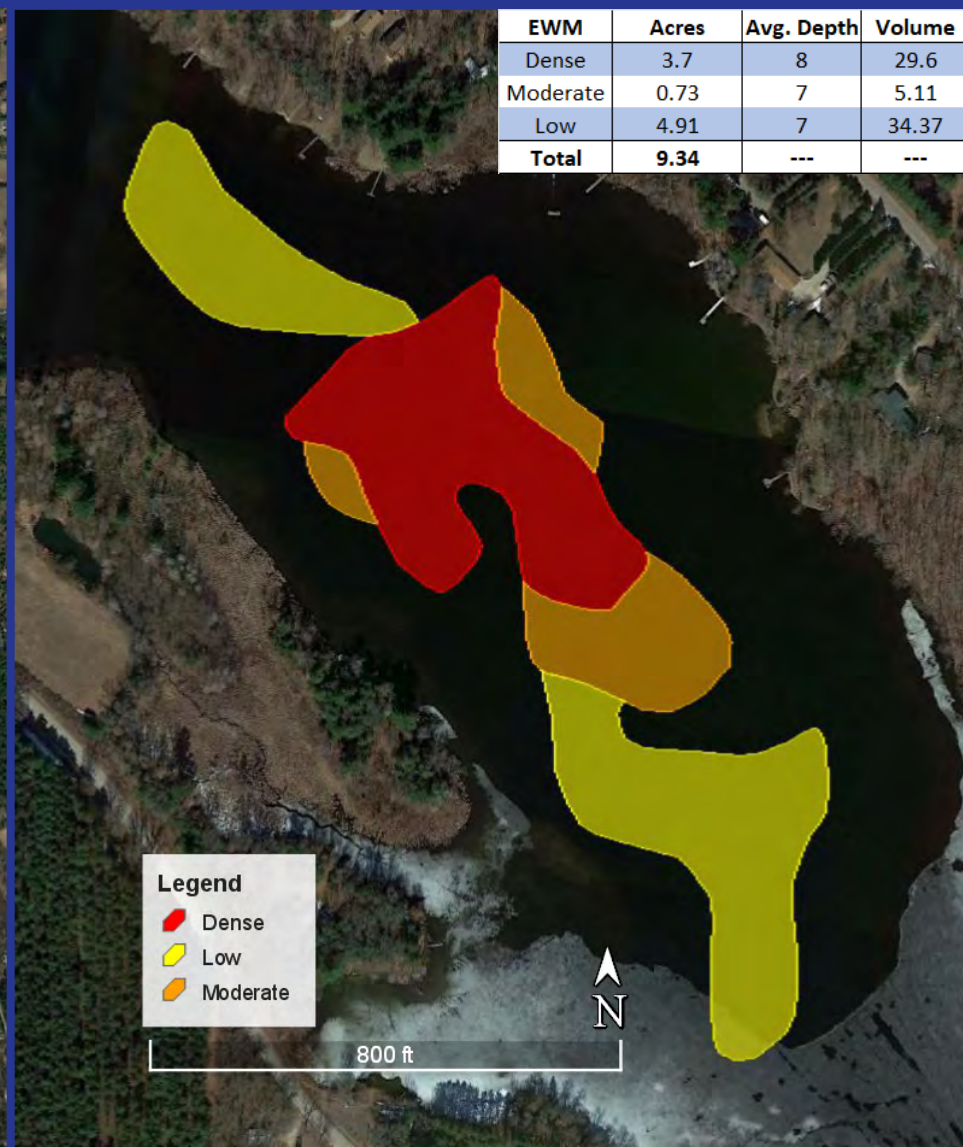 EWM Acres Avg. Depth Volume
Dense 3.7 8 29.6
Moderate 0.73 7 5.11
Low 4.91 7 34.37
Total 9.34 --- ---
Legend
Dense
Low
Moderate
N
800 ft